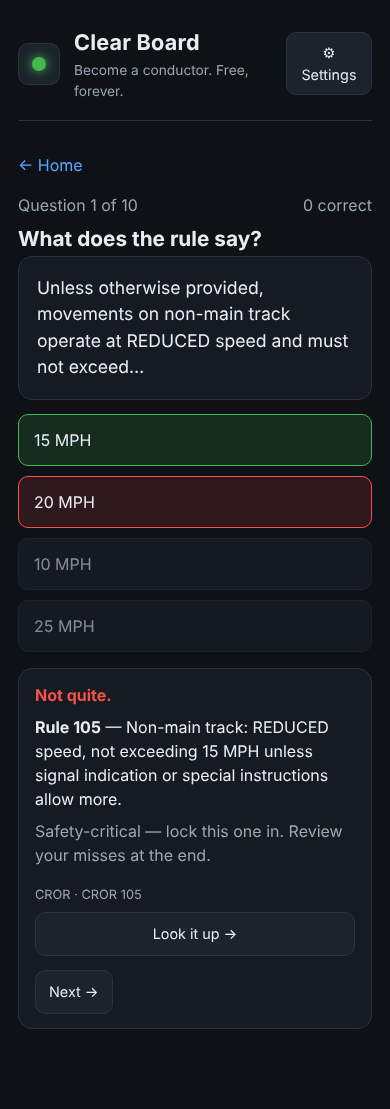 Clear Board
Become a conductor. Free,
forever.
⚙
Settings
← Home
Question 1 of 10
0 correct
What does the rule say?
Unless otherwise provided,
movements on non-main track
operate at REDUCED speed and must
not exceed…
15 MPH
20 MPH
10 MPH
25 MPH
Not quite.
Rule 105 — Non-main track: REDUCED
speed, not exceeding 15 MPH unless
signal indication or special instructions
allow more.
Safety-critical — lock this one in. Review
your misses at the end.
CROR · CROR 105
Look it up →
Next →